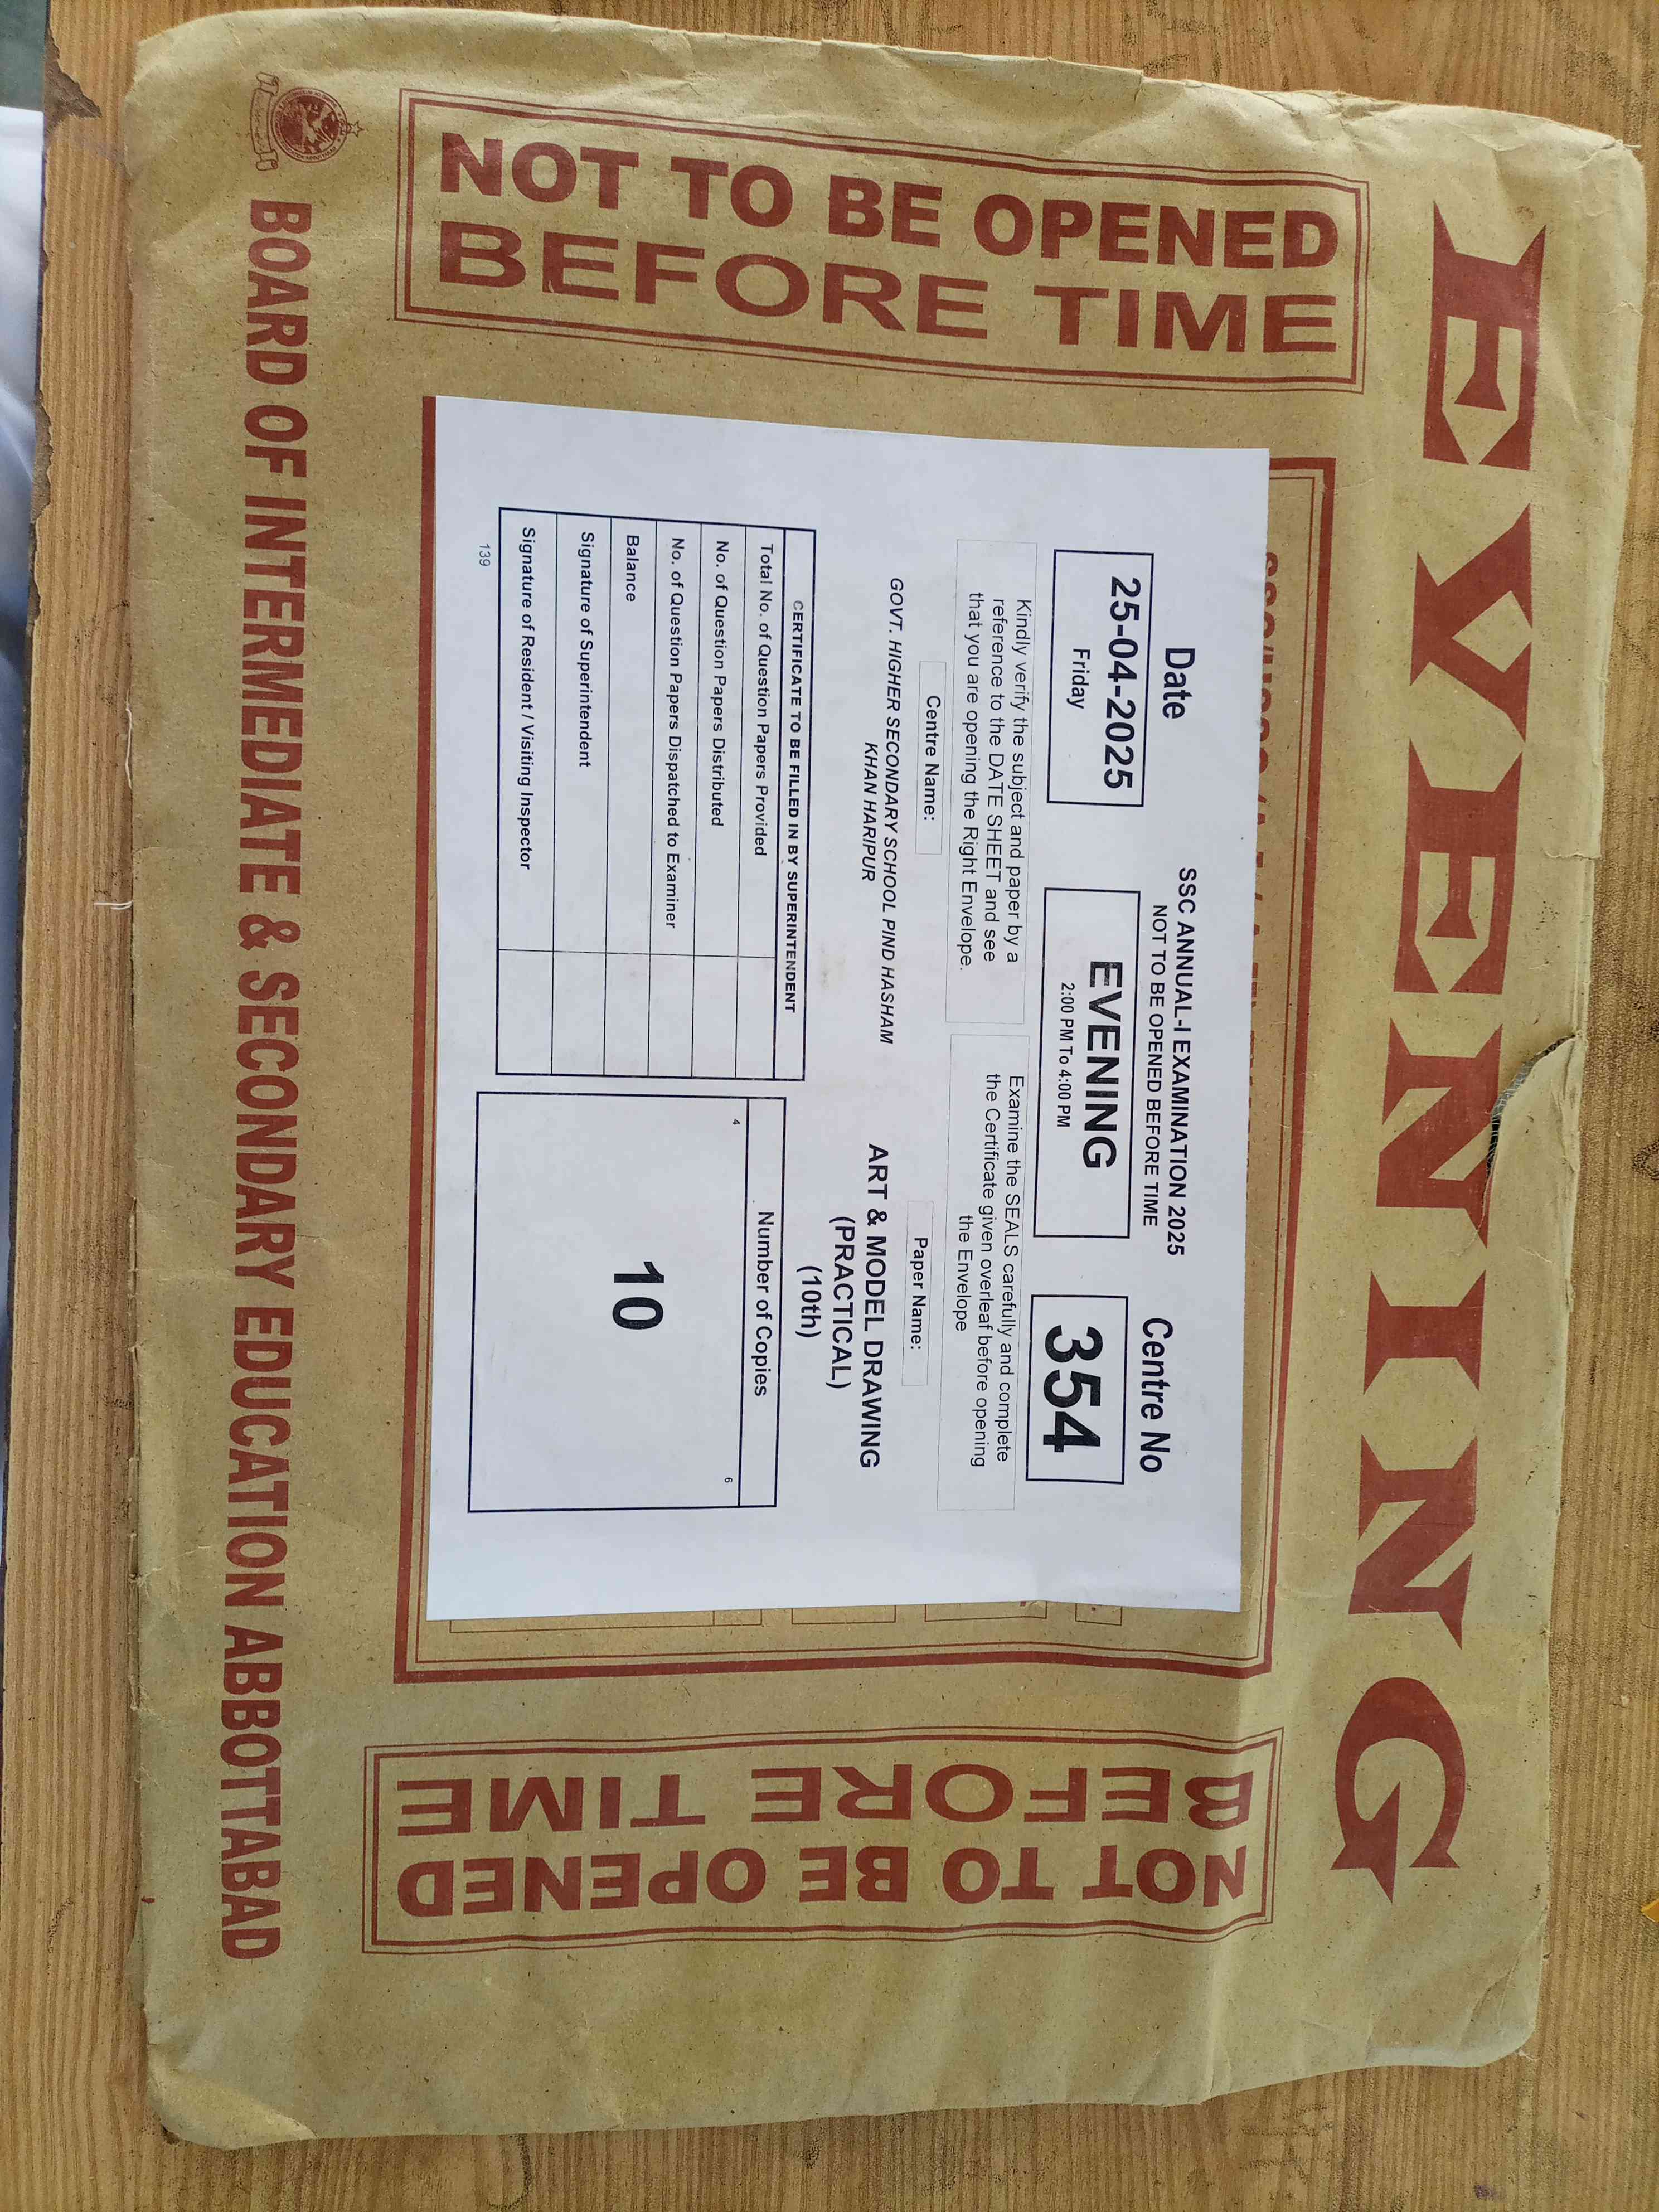 EVENING
NOT TO BE OPENED
BEFORE TIME
SSC ANNUAL-I EXAMINATION 2025
NOT TO BE OPENED BEFORE TIME
Date
25-04-2025
Friday
EVENING
2:00 PM To 4:00 PM
Centre No
354
Kindly verify the subject and paper by a
reference to the DATE SHEET and see
that you are opening the Right Envelope.
Examine the SEALS carefully and complete
the Certificate given overleaf before opening
the Envelope
Centre Name:
GOVT. HIGHER SECONDARY SCHOOL PIND HASHAM
KHAN HARIPUR
Paper Name:
ART & MODEL DRAWING
(PRACTICAL)
(10th)
CERTIFICATE TO BE FILLED IN BY SUPERINTENDENT
Total No. of Question Papers Provided
No. of Question Papers Distributed
No. of Question Papers Dispatched to Examiner
Balance
Signature of Superintendent
Signature of Resident / Visiting Inspector
139
Number of Copies
4
6
10
NOT TO BE OPENED
BEFORE TIME
BOARD OF INTERMEDIATE & SECONDARY EDUCATION ABBOTTABAD